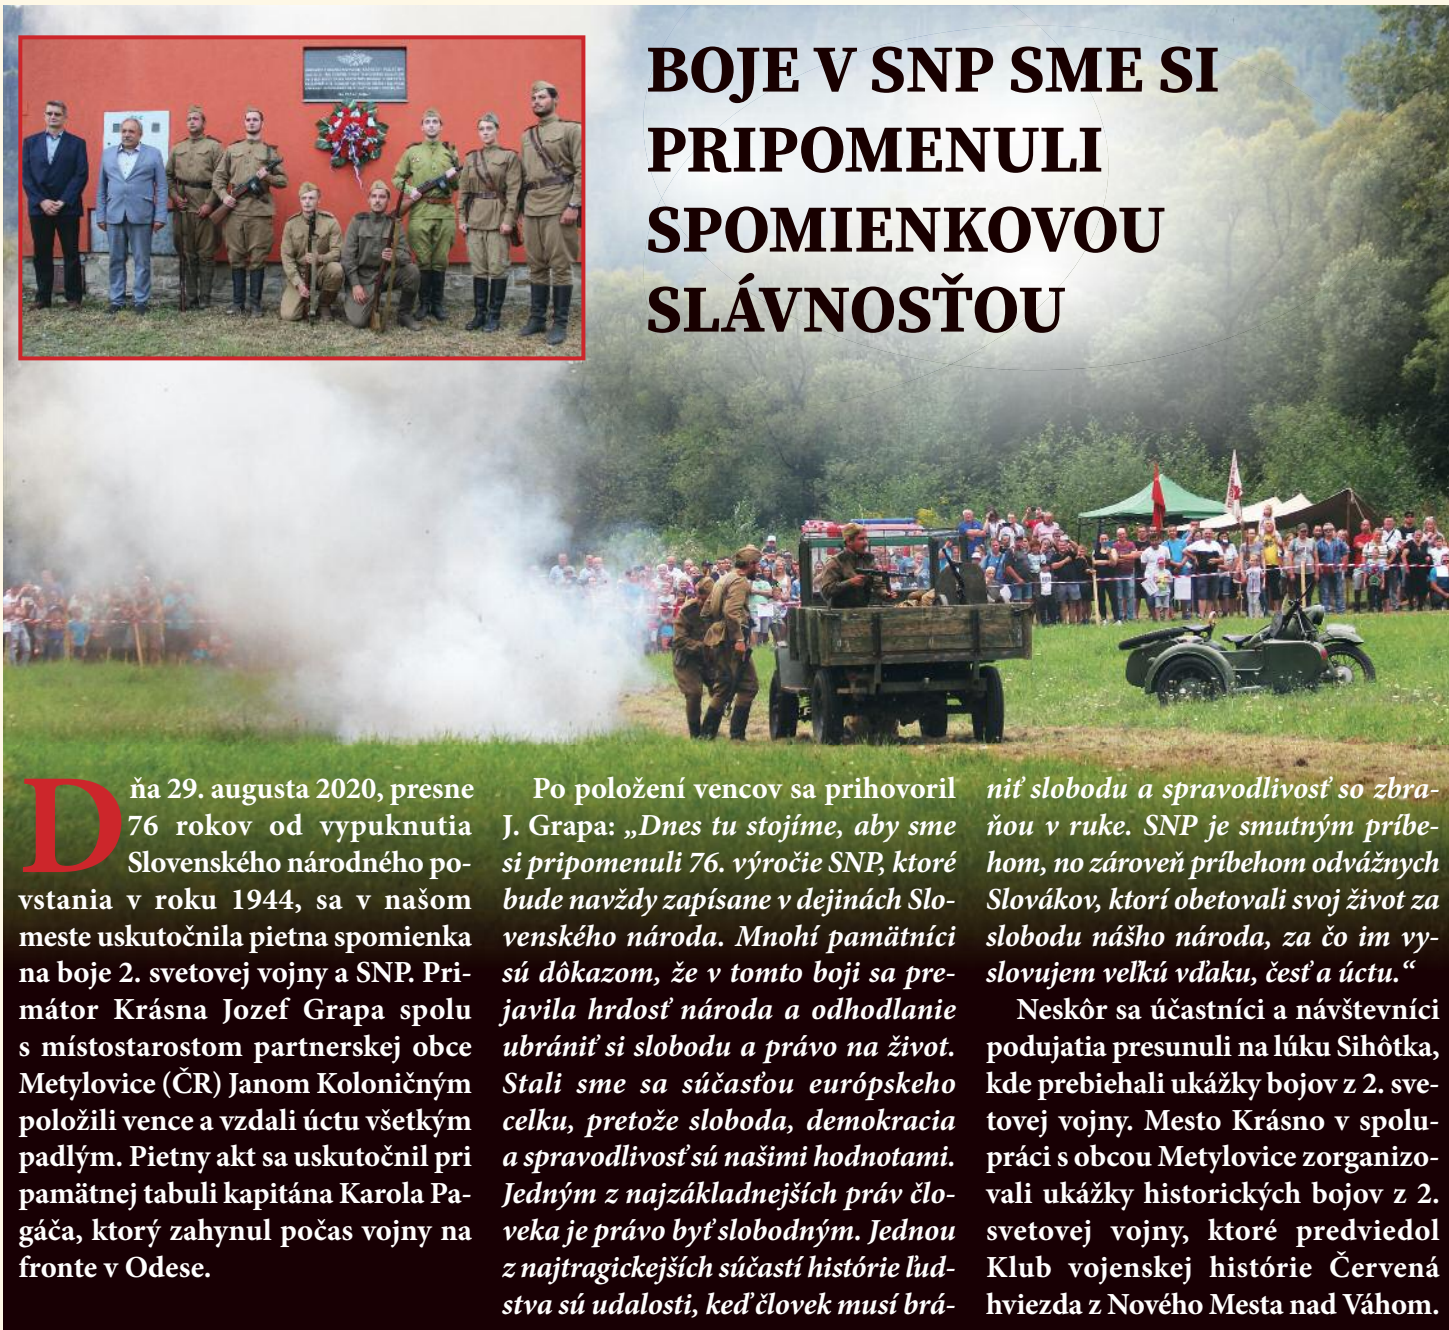 BOJE V SNP SME SI
PRIPOMENULI
SPOMIENKOVOU
SLÁVNOSŤOU
Dňa 29. augusta 2020, presne
76 rokov od vypuknutia
Slovenského národného po-
vstania v roku 1944, sa v našom
meste uskutočnila pietna spomienka
na boje 2. svetovej vojny a SNP. Pri-
mátor Krásna Jozef Grapa spolu
s místostarostom partnerskej obce
Metylovice (ČR) Janom Koloničným
položili vence a vzdali úctu všetkým
padlým. Pietny akt sa uskutočnil pri
pamätnej tabuli kapitána Karola Pa-
gáča, ktorý zahynul počas vojny na
fronte v Odese.
Po položení vencov sa prihovoril
J. Grapa: „Dnes tu stojíme, aby sme
si pripomenuli 76. výročie SNP, ktoré
bude navždy zapísane v dejinách Slo-
venského národa. Mnohí pamätníci
sú dôkazom, že v tomto boji sa pre-
javila hrdosť národa a odhodlanie
ubrániť si slobodu a právo na život.
Stali sme sa súčasťou európskeho
celku, pretože sloboda, demokracia
a spravodlivosť sú našimi hodnotami.
Jedným z najzákladnejších práv člo-
veka je právo byť slobodným. Jednou
z najtragickejších súčastí histórie ľud-
stva sú udalosti, keď človek musí brá-
niť slobodu a spravodlivosť so zbra-
ňou v ruke. SNP je smutným príbe-
hom, no zároveň príbehom odvážnych
Slovákov, ktorí obetovali svoj život za
slobodu nášho národa, za čo im vy-
slovujem veľkú vďaku, česť a úctu.“
Neskôr sa účastníci a návštevníci
podujatia presunuli na lúku Sihôtka,
kde prebiehali ukážky bojov z 2. sve-
tovej vojny. Mesto Krásno v spolu-
práci s obcou Metylovice zorganizo-
vali ukážky historických bojov z 2.
svetovej vojny, ktoré predviedol
Klub vojenskej histórie Červená
hviezda z Nového Mesta nad Váhom.